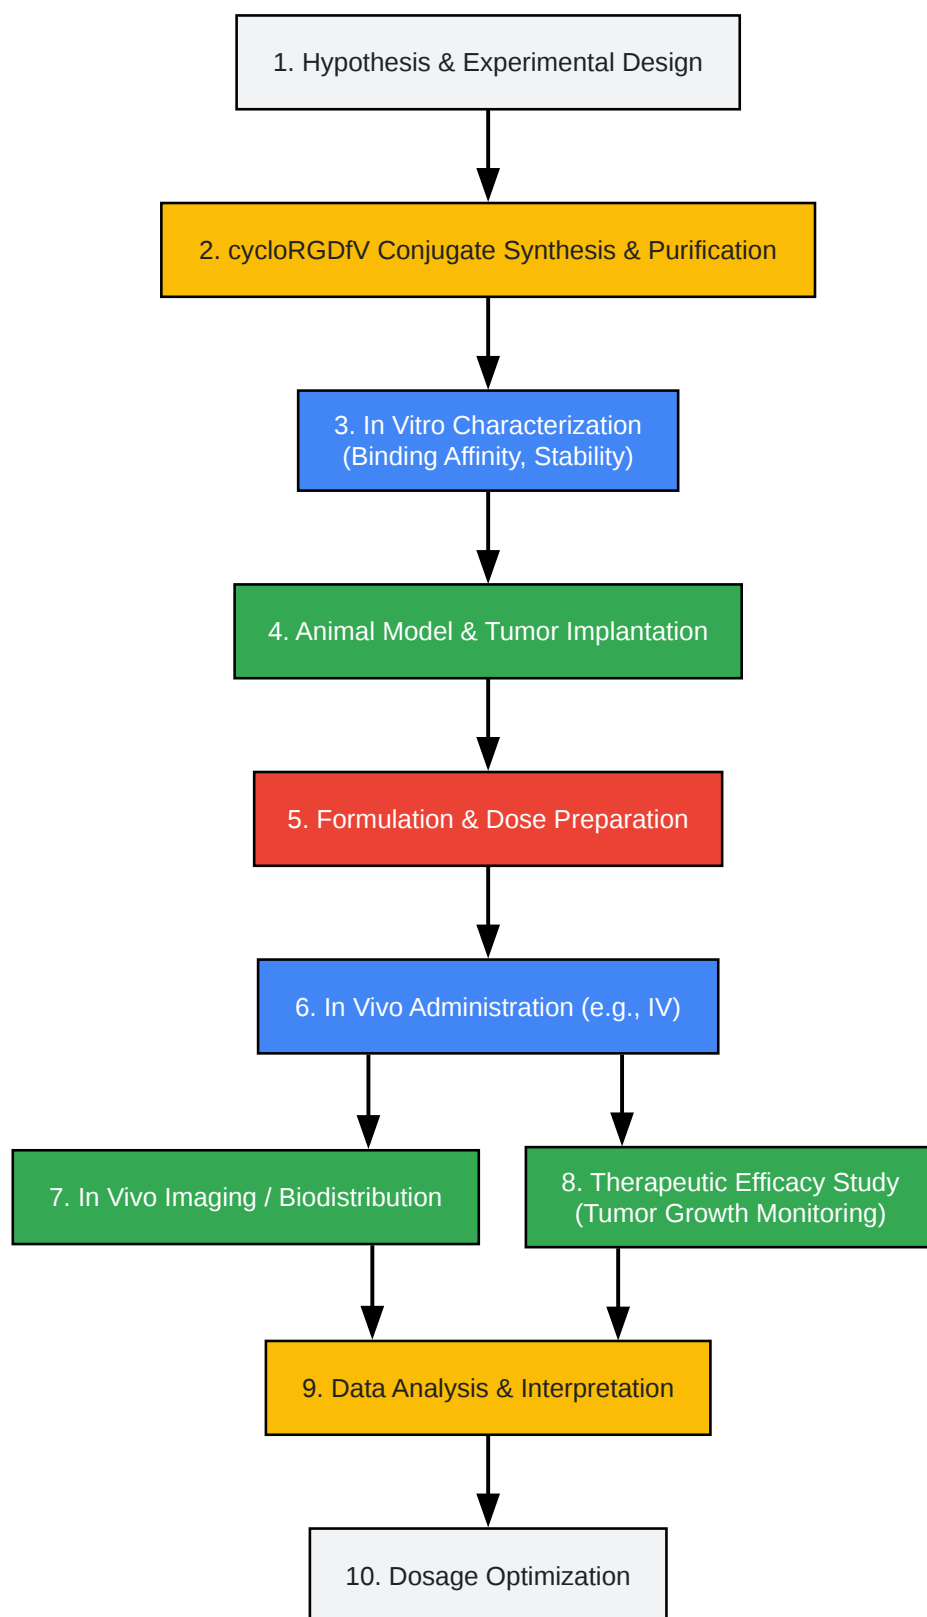 1. Hypothesis & Experimental Design
2. cycloRGDfV Conjugate Synthesis & Purification
3. In Vitro Characterization
(Binding Affinity, Stability)
4. Animal Model & Tumor Implantation
5. Formulation & Dose Preparation
6. In Vivo Administration (e.g., IV)
7. In Vivo Imaging / Biodistribution
8. Therapeutic Efficacy Study
(Tumor Growth Monitoring)
9. Data Analysis & Interpretation
10. Dosage Optimization